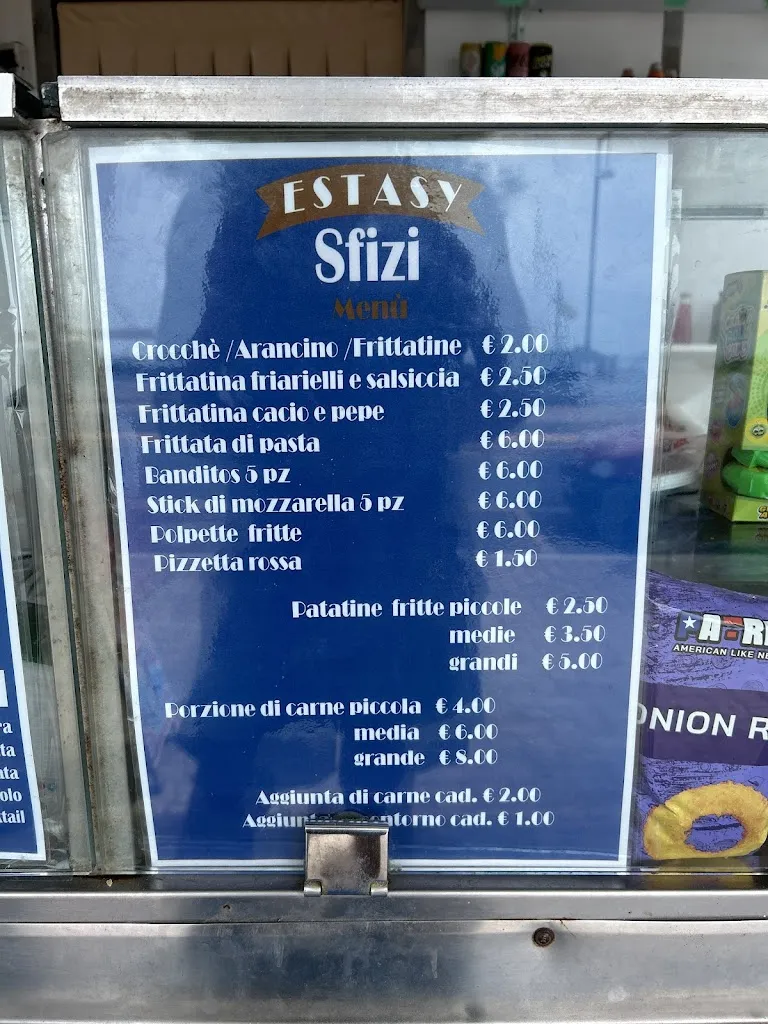 ESTASY
Sfizi
Menù
Crocchè /Arancino /Frittatine € 2.00
Frittatina friarielli e salsiccia € 2.50
Frittatina cacio e pepe € 2.50
Frittata di pasta € 6.00
Banditos 5 pz € 6.00
Stick di mozzarella 5 pz € 6.00
Polpette fritte € 6.00
Pizzetta rossa € 1.50
Patatine fritte piccole € 2.50
medie € 3.50
grandi € 5.00
Porzione di carne piccola € 4.00
media € 6.00
grande € 8.00
Aggiunta di carne cad. € 2.00
cad. € 1.00
AMERICAN LIKE
ONION